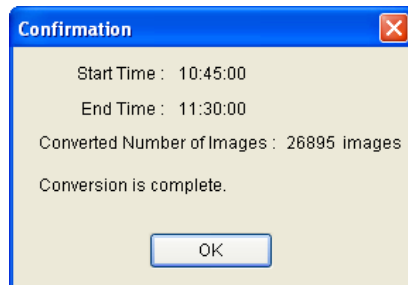 Confirmation
Start Time : 10:45:00
End Time : 11:30:00
Converted Number of Images : 26895 images
Conversion is complete.
OK